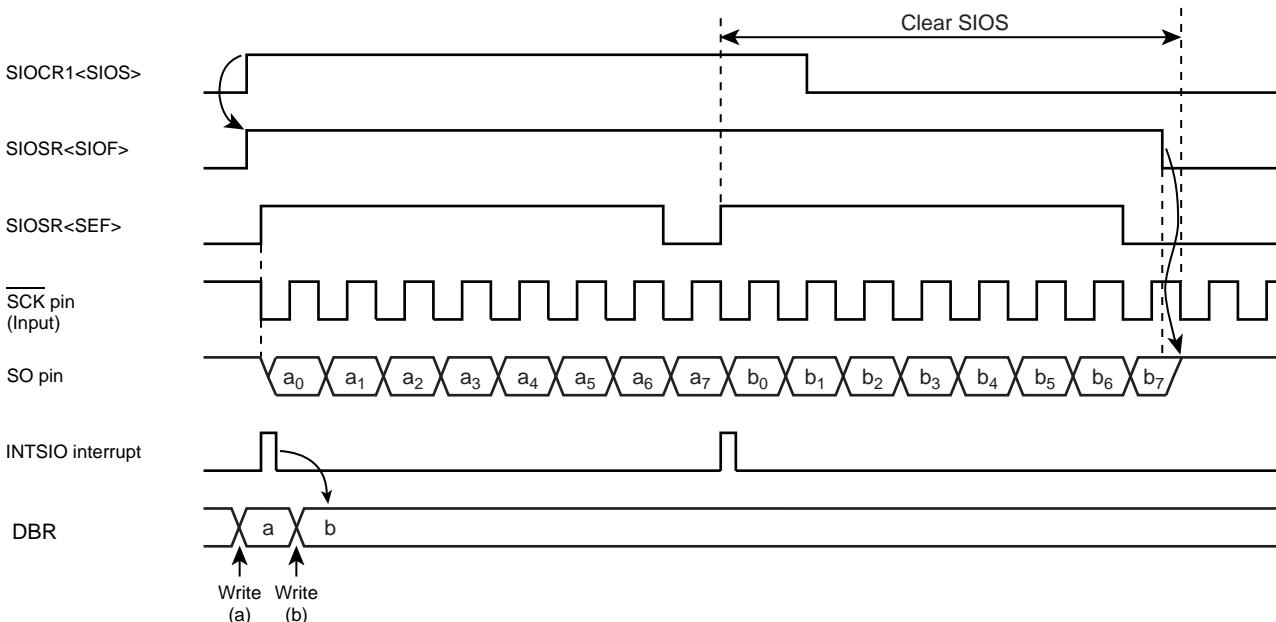 Clear SIOS
SIOCR1<SIOS>
SIOSR<SIOF>
SIOSR<SEF>
SCK pin
(Input)
SO pin
a0 a1 a2 a3 a4 a5 a6 a7 b0 b1 b2 b3 b4 b5 b6 b7
INTSIO interrupt
DBR
a b
Write Write
(a) (b)